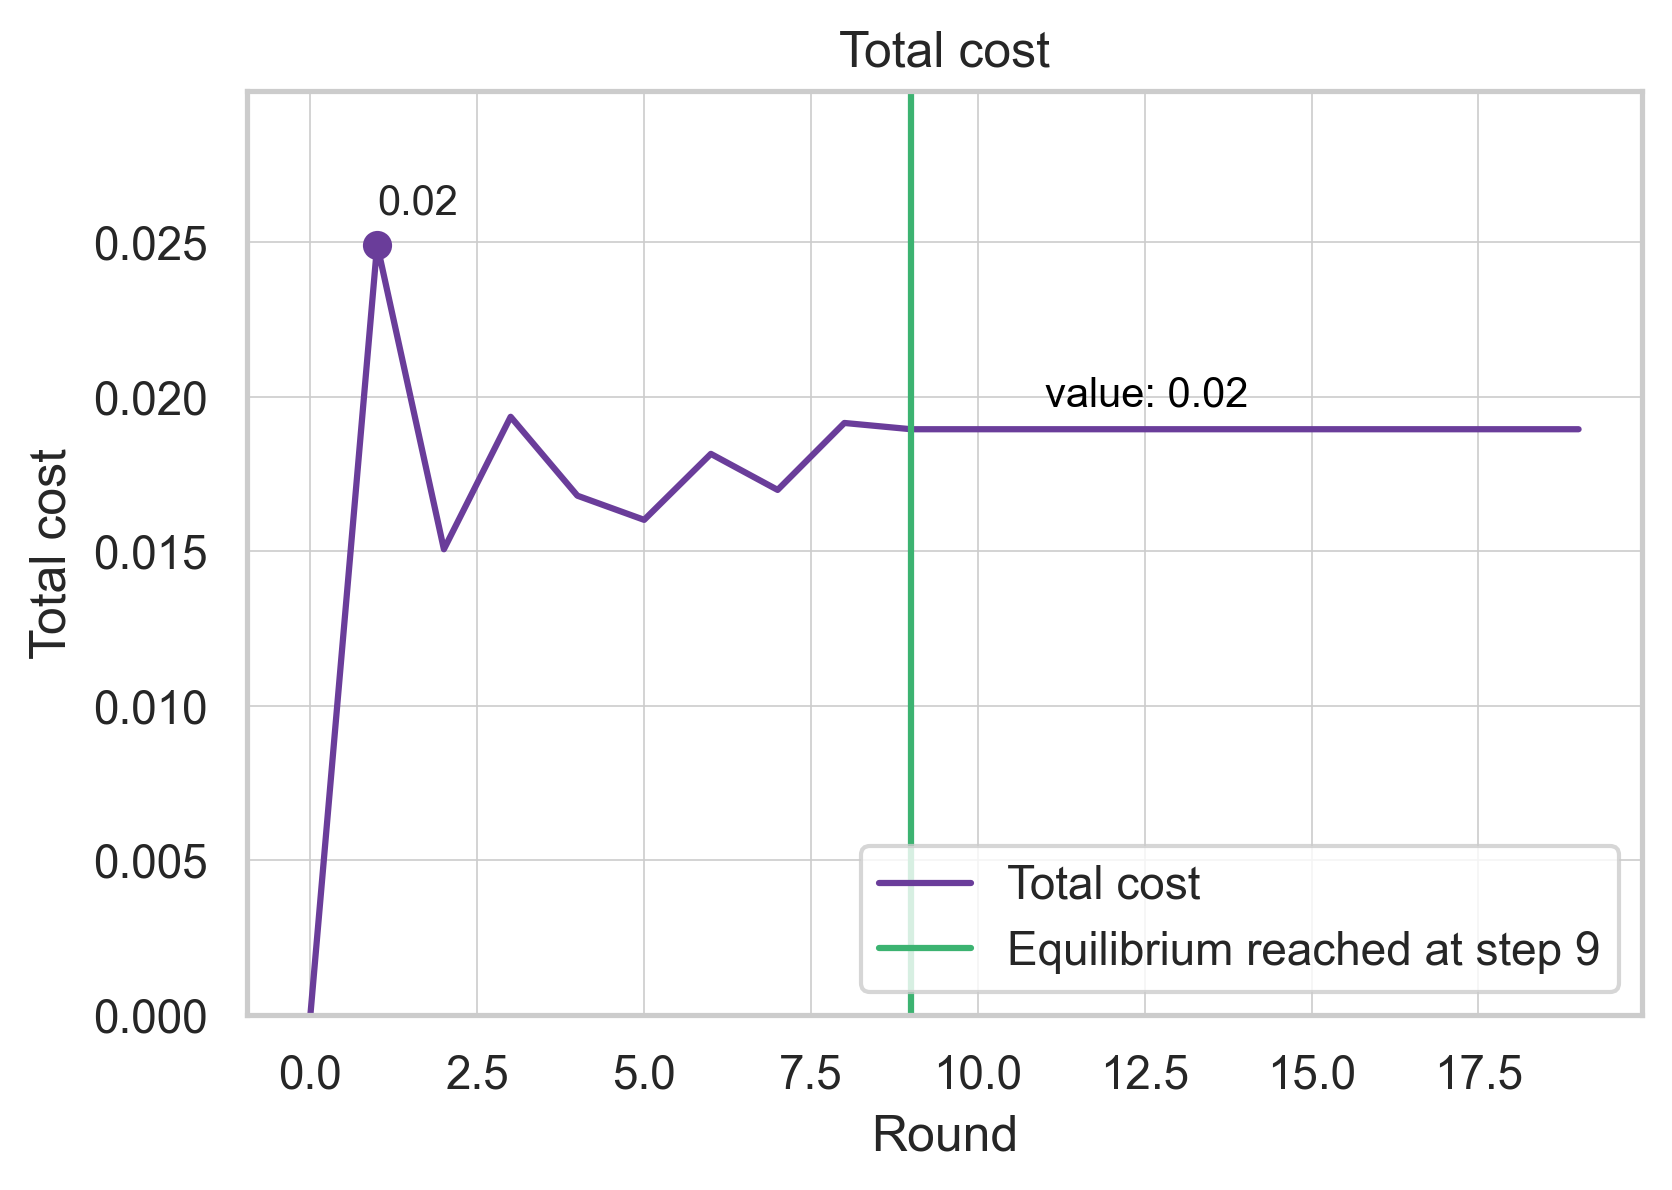 Total cost
0.02
value: 0.02
Total cost
0.025
0.020
0.015
0.010
0.005
0.000
0.0 2.5 5.0 7.5 10.0 12.5 15.0 17.5
Round
Total cost
Equilibrium reached at step 9